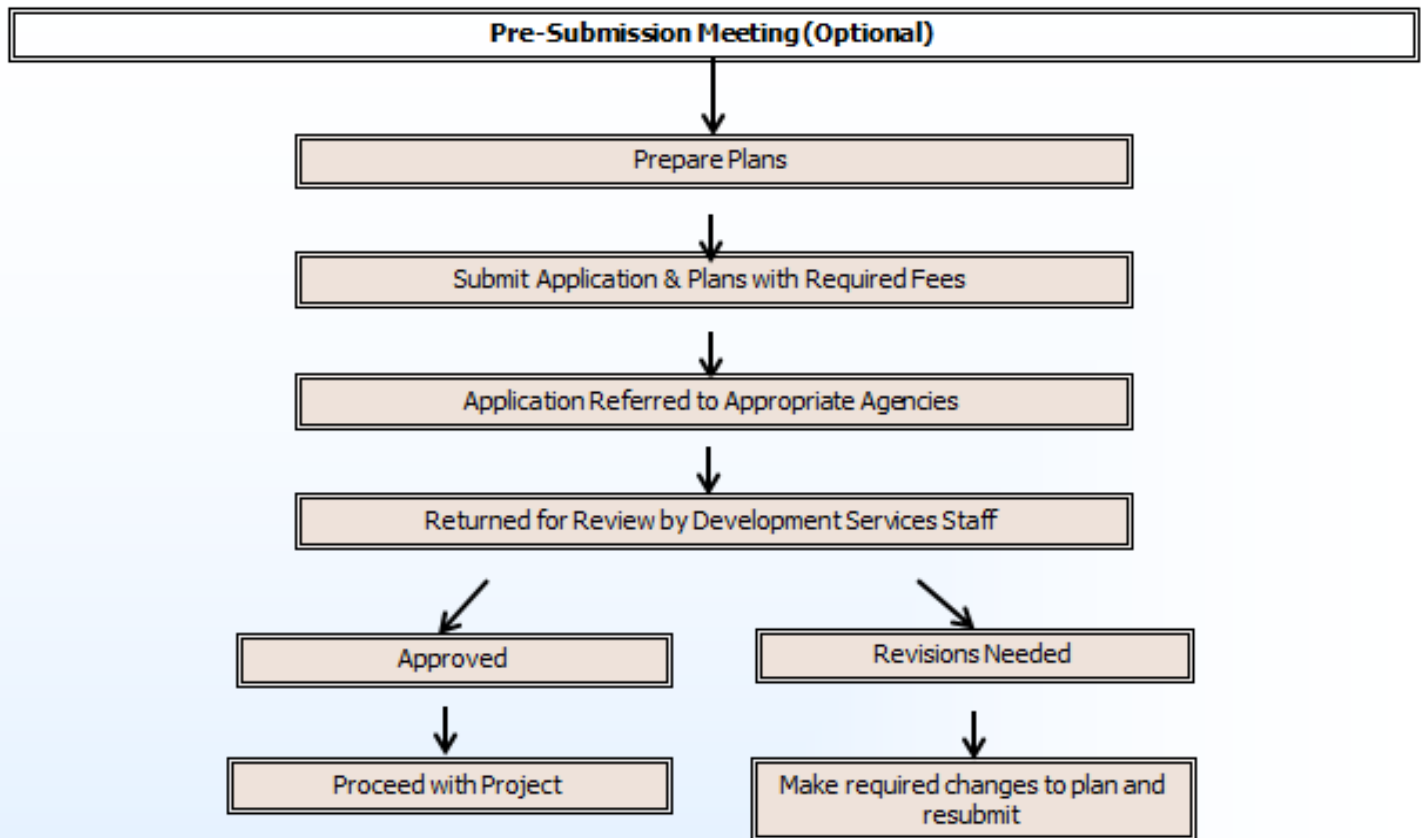 Pre-Submission Meeting (Optional)
Prepare Plans
Submit Application & Plans with Required Fees
Application Referred to Appropriate Agencies
Returned for Review by Development Services Staff
Approved
Revisions Needed
Proceed with Project
Make required changes to plan and
resubmit